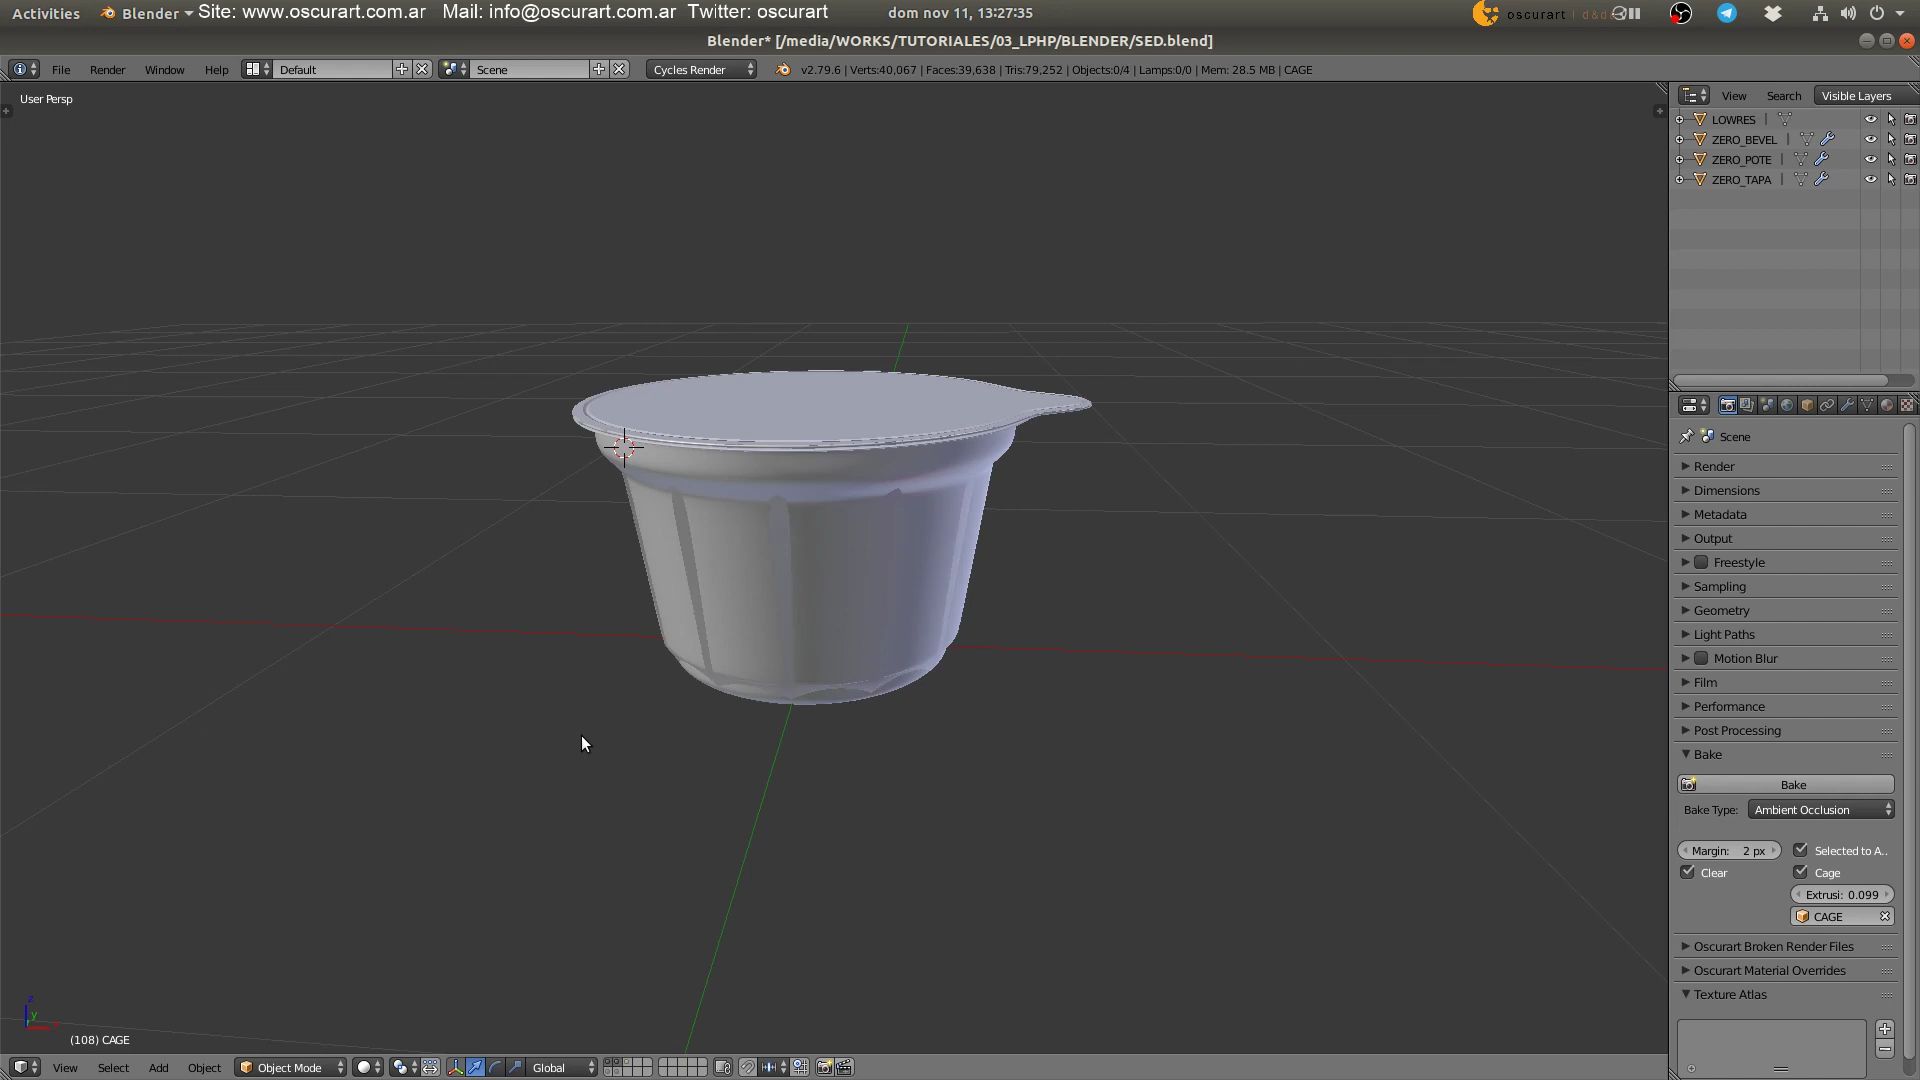 Activities Blender Site: www.oscurart.com.ar Mail: info@oscurart.com.ar Twitter: oscurart dom nov 11, 13:27:35 oscurart
Blender* [/media/WORKS/TUTORIALES/03_LPHP/BLENDER/SED.blend]
File Render Window Help Default Scene Cycles Render v2.79.6 | Verts:40,067 | Faces:39,638 | Tris:79,252 | Objects:0/4 | Lamps:0/0 | Mem: 28.5 MB | CAGE
User Persp
View Search Visible Layers
LOWRES
ZERO_BEVEL
ZERO_POTE
ZERO_TAPA
Scene
Render
Dimensions
Metadata
Output
Freestyle
Sampling
Geometry
Light Paths
Motion Blur
Film
Performance
Post Processing
Bake
Bake
Bake Type: Ambient Occlusion
Margin: 2 px Selected to A..
Clear Cage
Extrusi: 0.099
CAGE
Oscurart Broken Render Files
Oscurart Material Overrides
Texture Atlas
z
y
(108) CAGE
View Select Add Object Object Mode Global